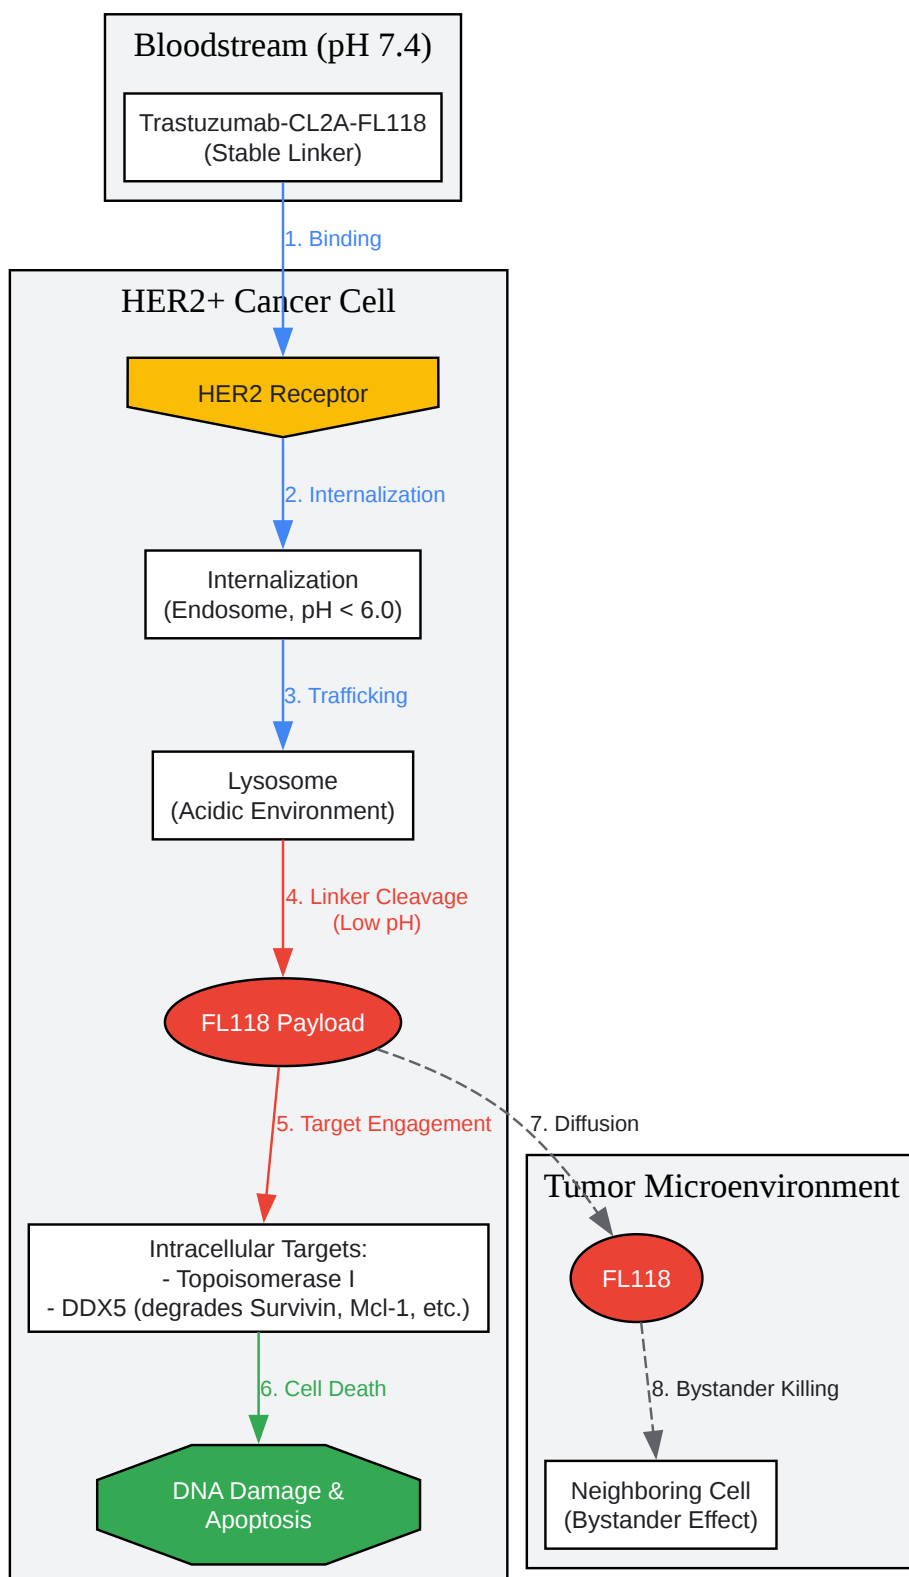 Bloodstream (pH 7.4)
Trastuzumab-CL2A-FL118
(Stable Linker)
1. Binding
HER2+ Cancer Cell
HER2 Receptor
2. Internalization
Internalization
(Endosome, pH < 6.0)
3. Trafficking
Lysosome
(Acidic Environment)
4. Linker Cleavage
(Low pH)
FL118 Payload
5. Target Engagement
7. Diffusion
Tumor Microenvironment
Intracellular Targets:
- Topoisomerase I
- DDX5 (degrades Survivin, Mcl-1, etc.)
FL118
6. Cell Death
8. Bystander Killing
DNA Damage &
Apoptosis
Neighboring Cell
(Bystander Effect)